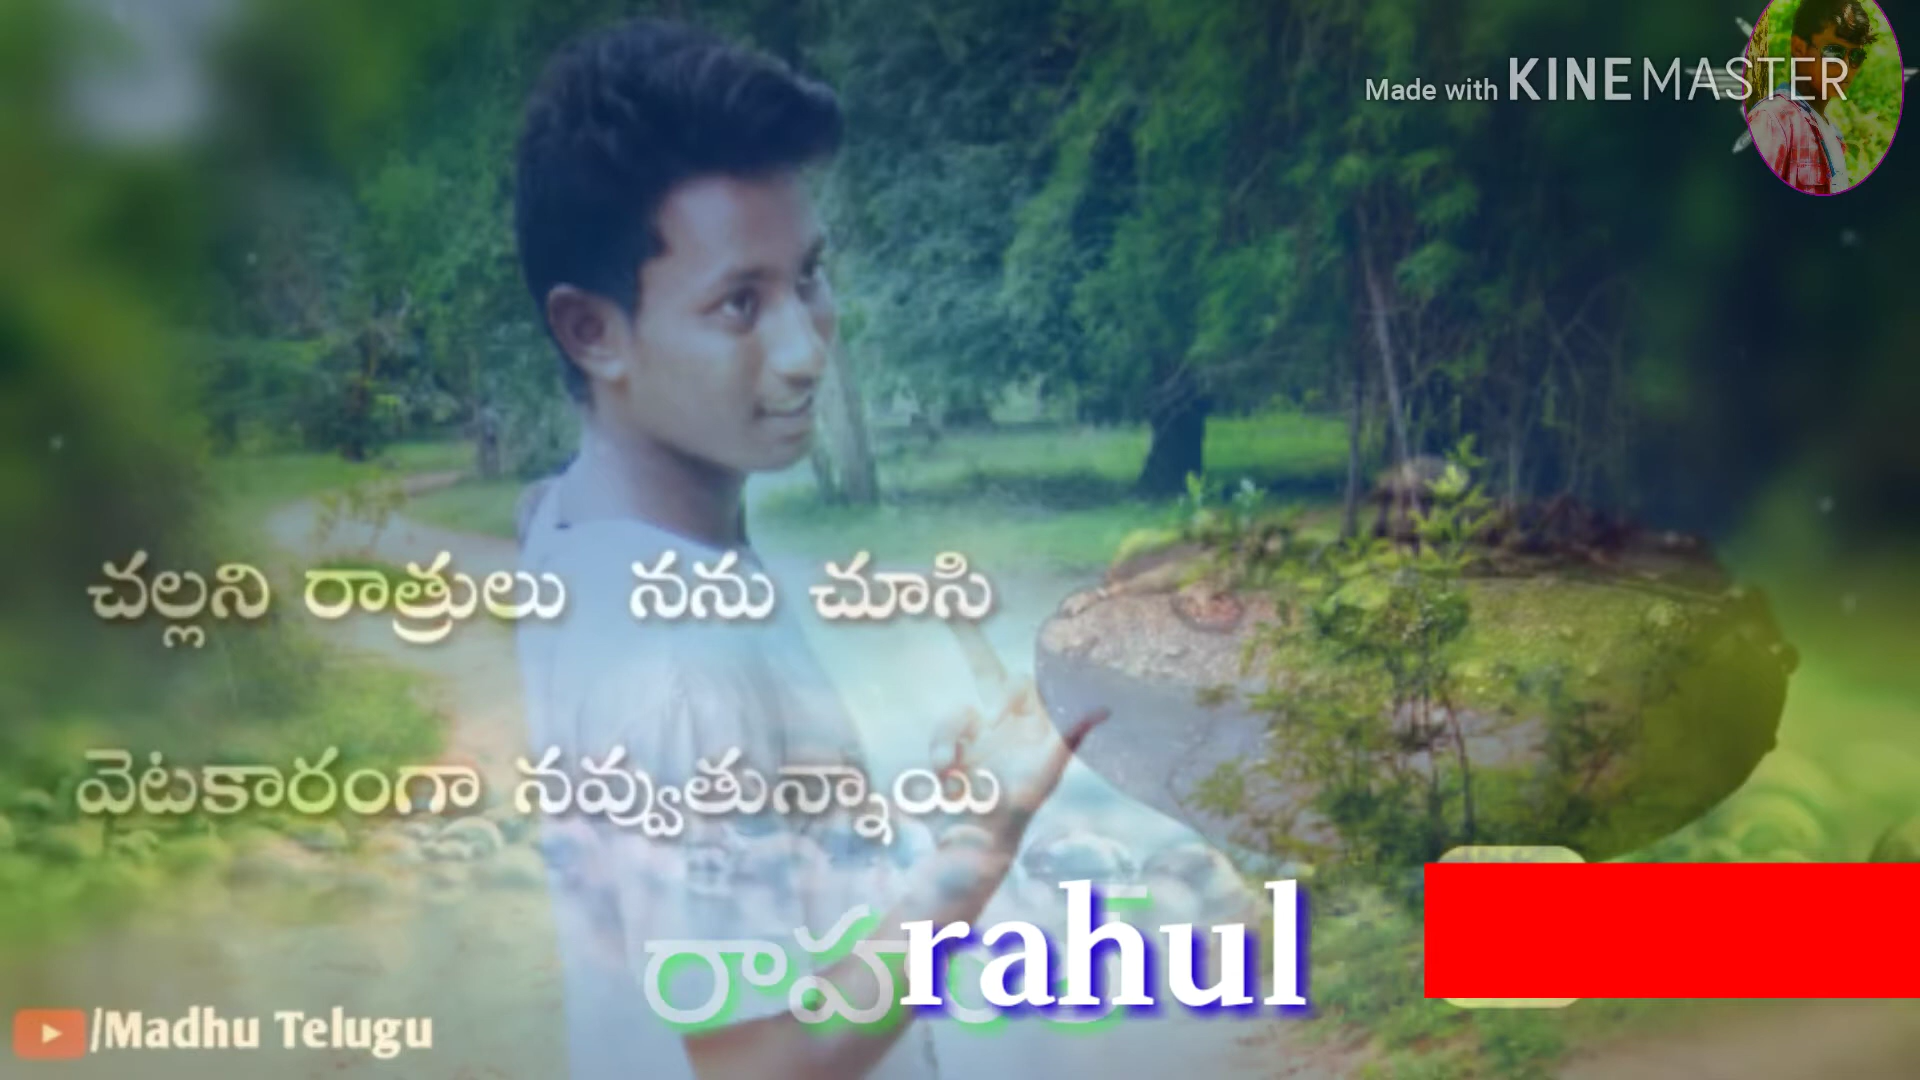 Made with KINEMASTER
చల్లని రాత్రులు నను చూసి
వెటకారంగా నవ్వుతున్నాయి
rahul
/Madhu Telugu